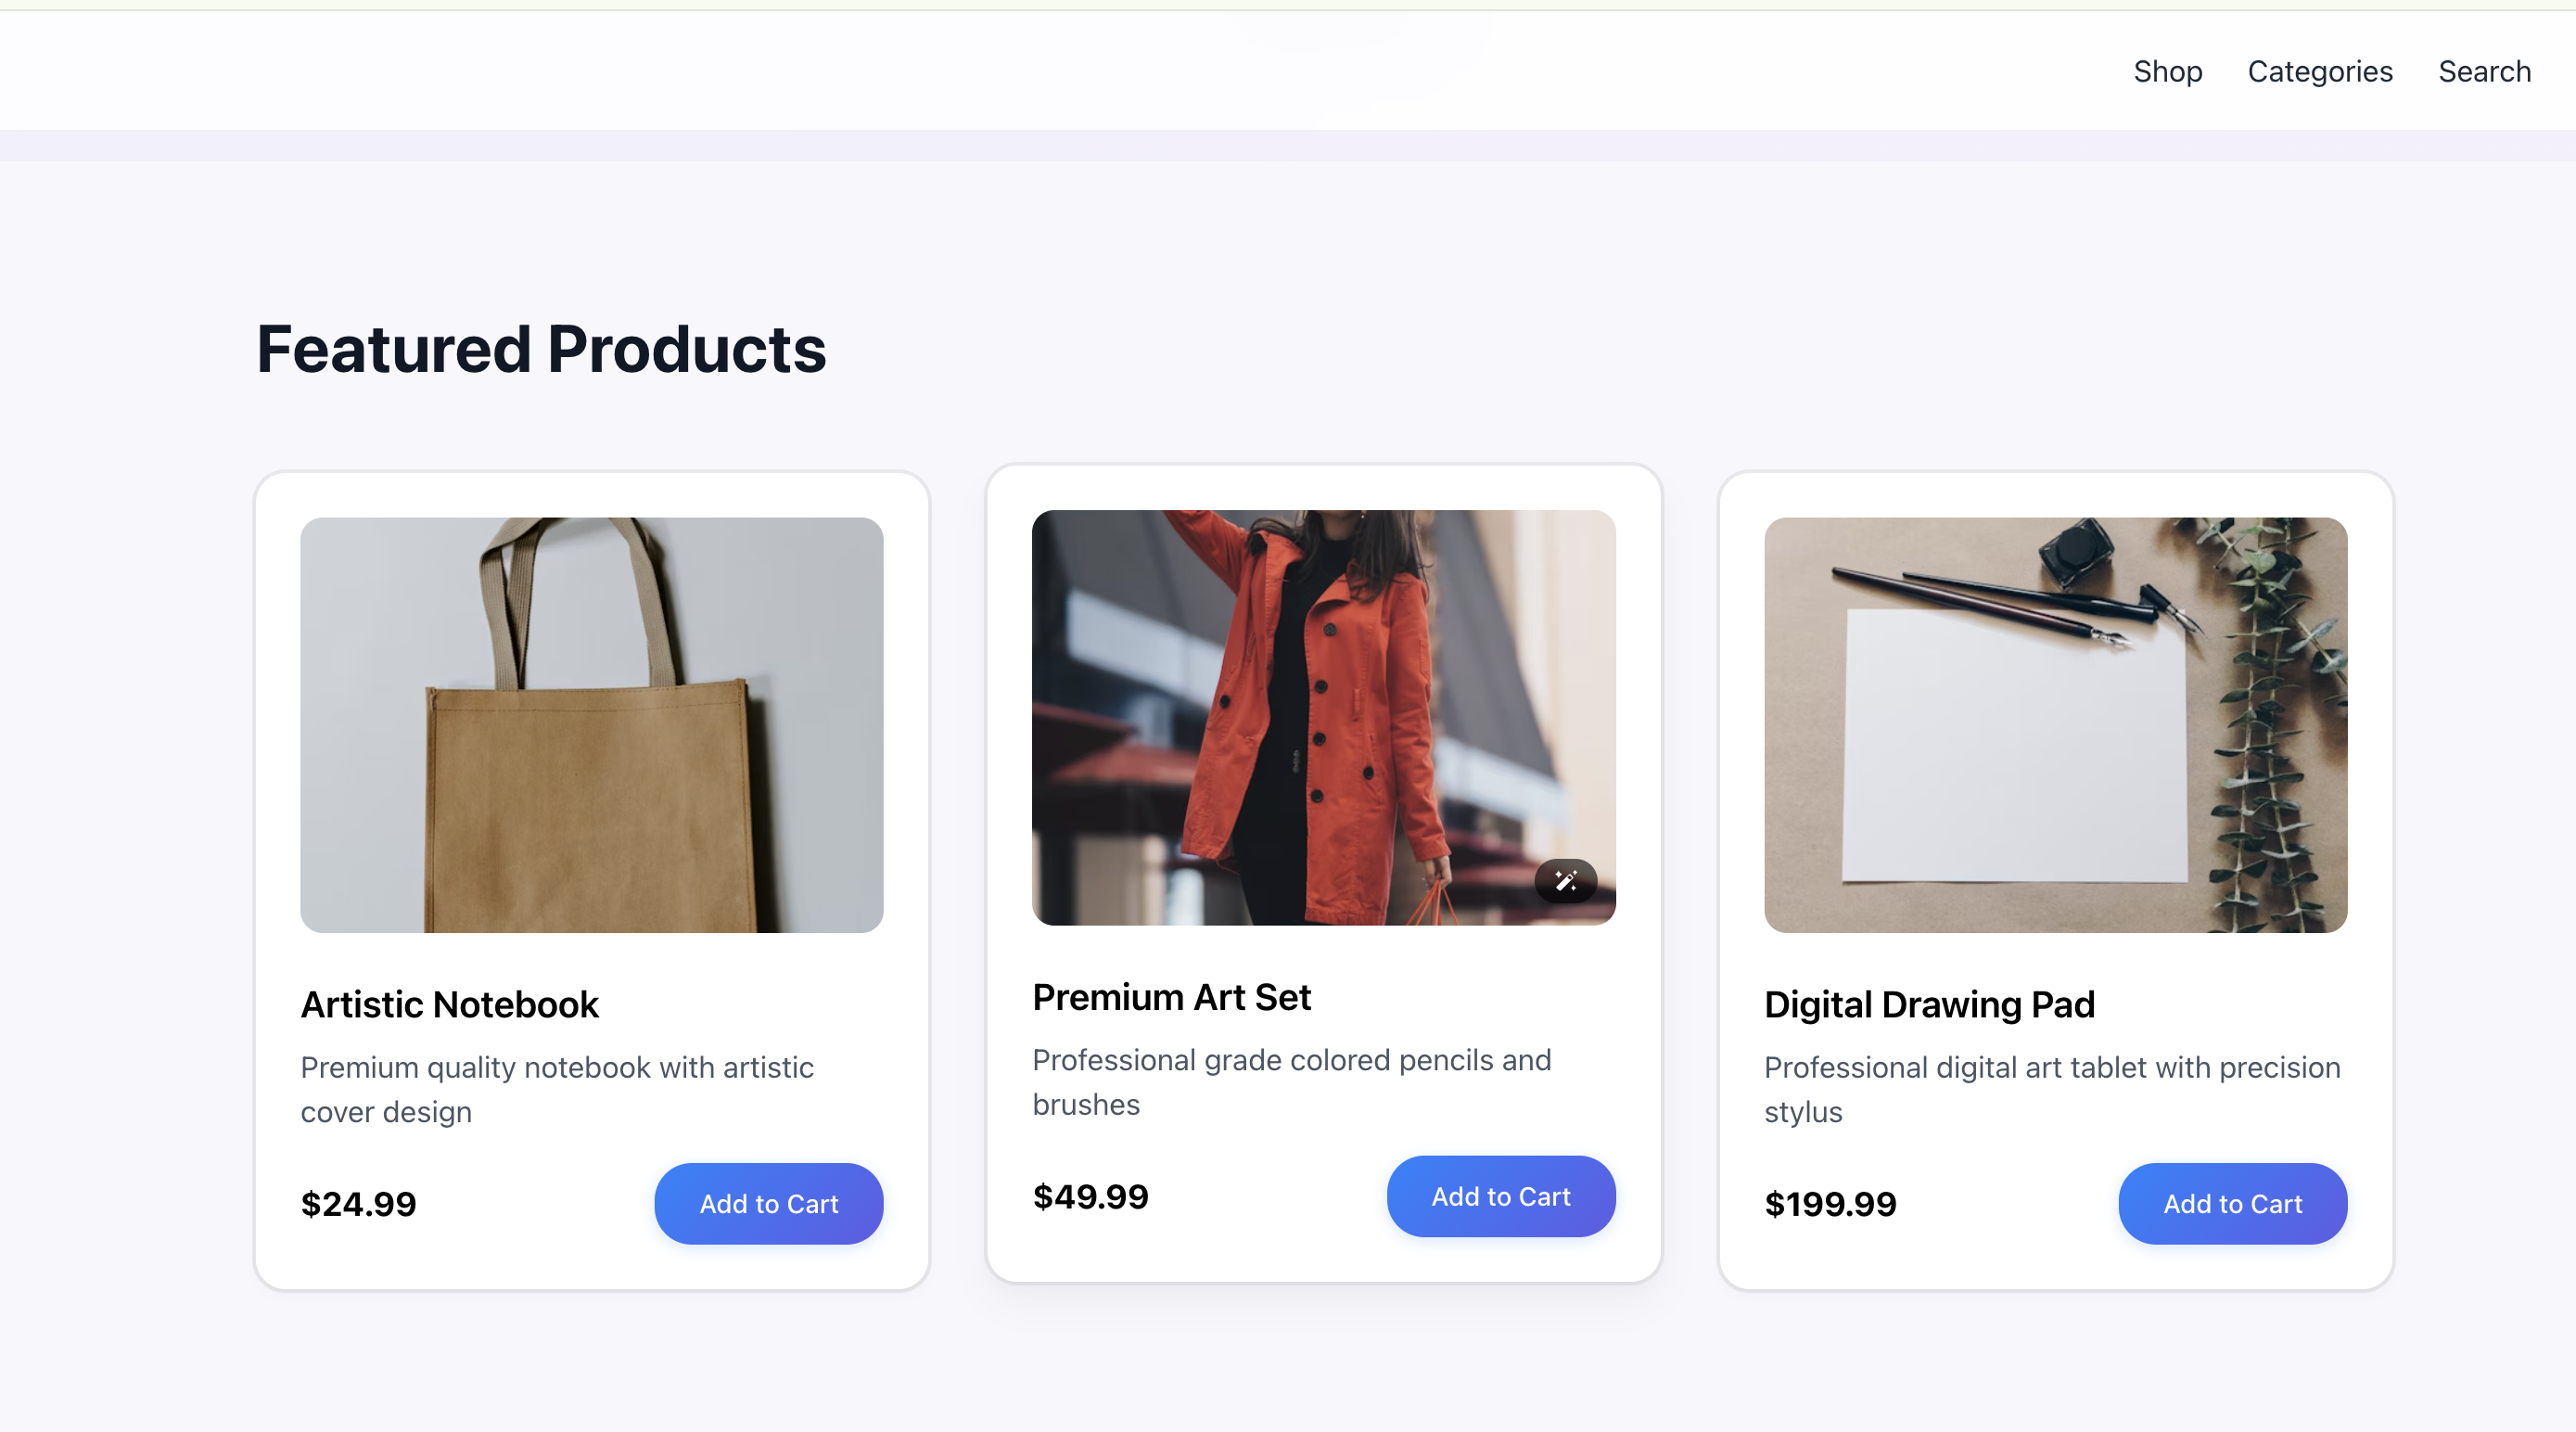 Shop
Categories
Search
Featured Products
Artistic Notebook
Premium quality notebook with artistic
cover design
$24.99
Add to Cart
Premium Art Set
Professional grade colored pencils and
brushes
$49.99
Add to Cart
Digital Drawing Pad
Professional digital art tablet with precision
stylus
$199.99
Add to Cart